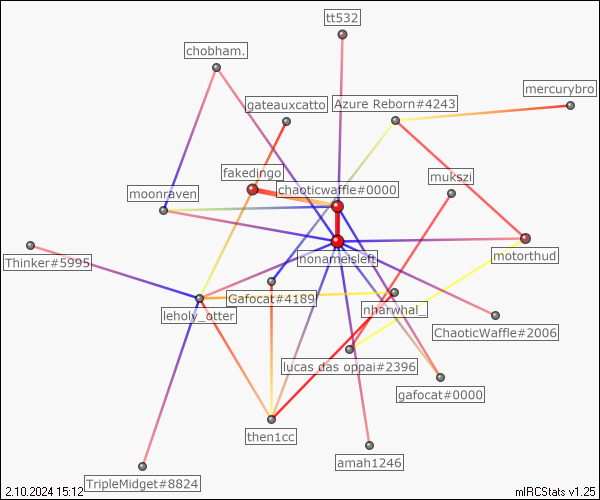 tt532
chobham.
mercurybro
gateauxcatto
Azure Reborn#4243
fakedingo
mukszi
chaoticwaffle#0000
moonraven
motorthud
Thinker#5995
nonameisleft
Gafocat#4189
nharwhal_
leholy_otter
ChaoticWaffle#2006
lucas das oppai#2396
gafocat#0000
then1cc
amah1246
TripleMidget#8824
2.10.2024 15:12
mIRCStats v1.25